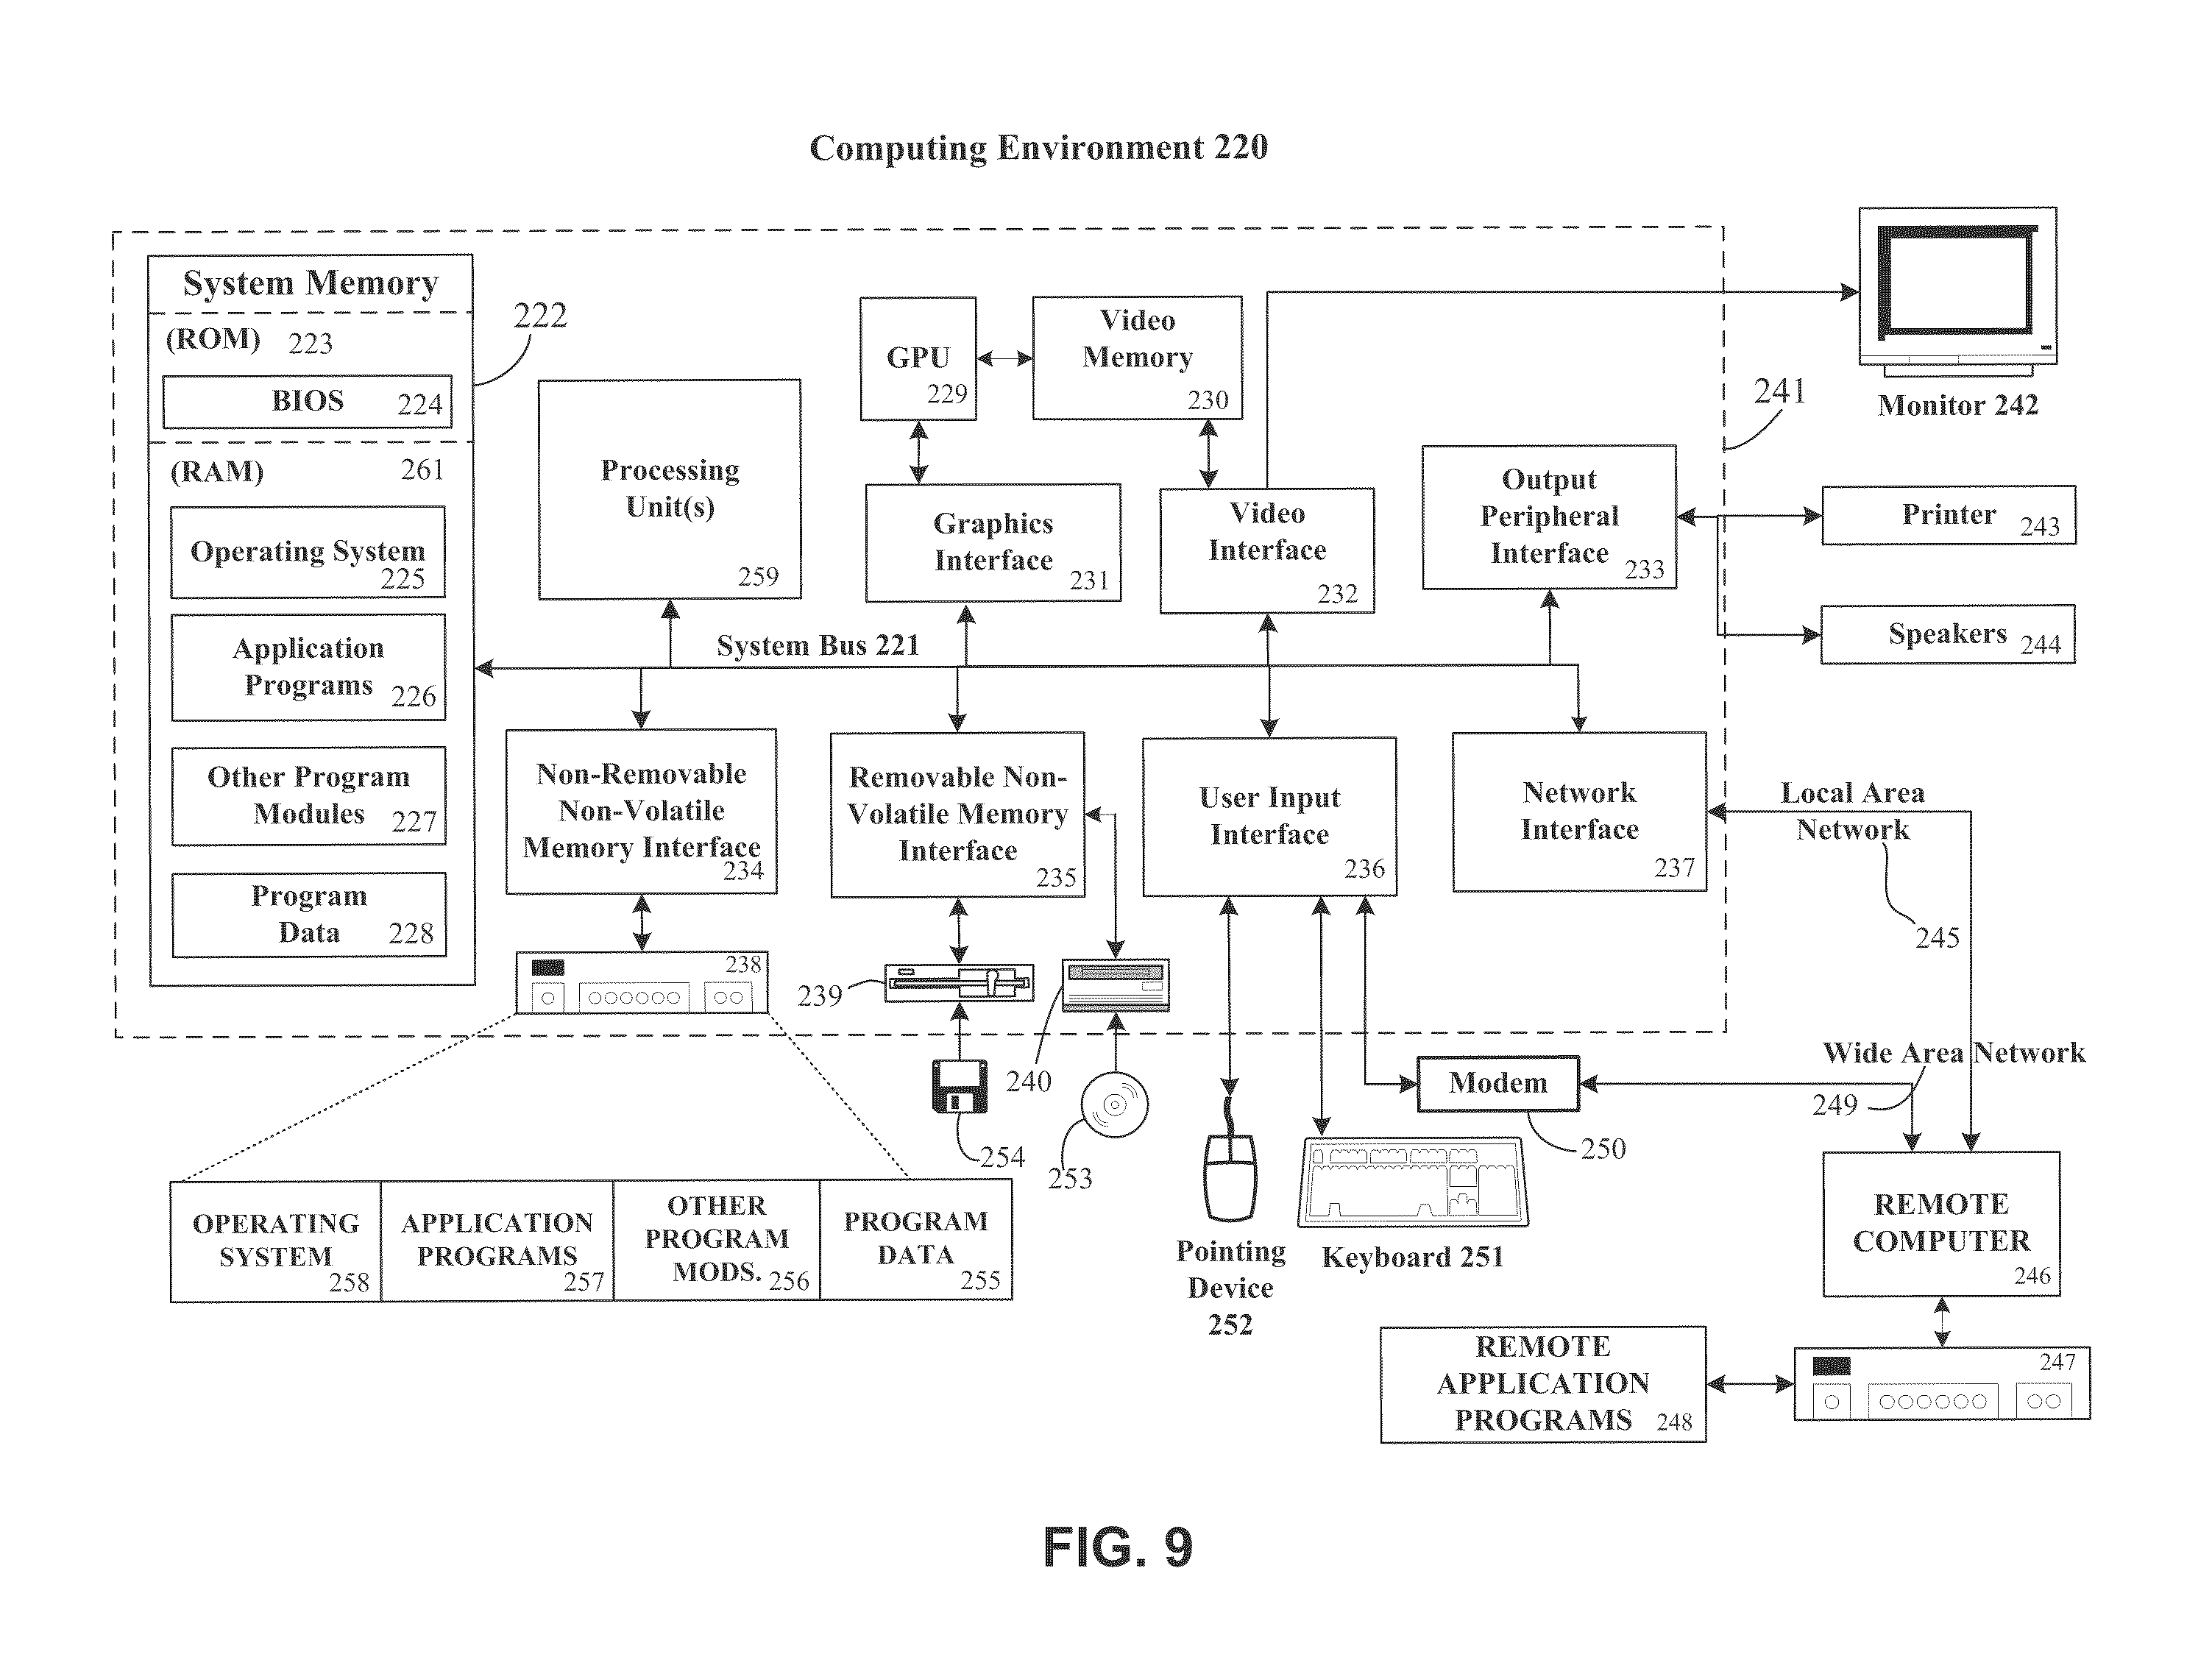 Computing Environment 220
System Memory
(ROM) 223
BIOS 224
222
(RAM) 261
Operating System
225
Application
Programs 226
Other Program
Modules 227
Program
Data 228
Processing
Unit(s)
259
GPU
229
Video
Memory
230
Graphics
Interface
231
Video
Interface
232
Output
Peripheral
Interface
233
241
Monitor 242
Printer 243
Speakers 244
System Bus 221
Non-Removable
Non-Volatile
Memory Interface
234
Removable Non-
Volatile Memory
Interface
235
User Input
Interface
236
Network
Interface
237
Local Area
Network
245
238
239
240
254
253
Wide Area Network
249
Modem
250
OPERATING
SYSTEM
258
APPLICATION
PROGRAMS
257
OTHER
PROGRAM
MODS. 256
PROGRAM
DATA
255
Pointing
Device
252
Keyboard 251
REMOTE
COMPUTER
246
247
REMOTE
APPLICATION
PROGRAMS 248
FIG. 9